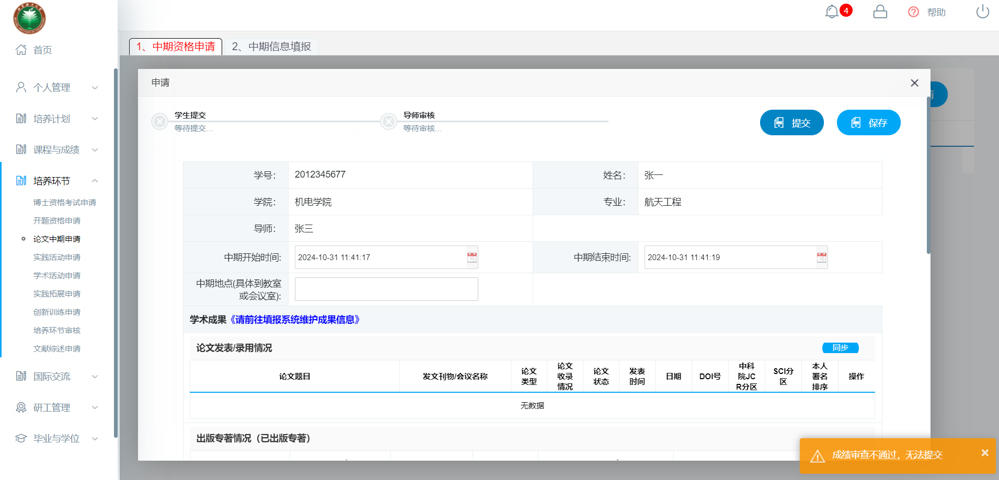 4
帮助
首页
个人管理
培养计划
课程与成绩
培养环节
博士资格考试申请
开题资格申请
论文中期申请
实践活动申请
学术活动申请
实践拓展申请
创新训练申请
培养环节审核
文献综述申请
国际交流
研工管理
毕业与学位
1、中期资格申请
2、中期信息填报
申请
学生提交
等待提交...
导师审核
等待审核...
提交
保存
学号：
2012345677
姓名：
张一
学院：
机电学院
专业：
航天工程
导师：
张三
中期开始时间:
2024-10-31 11:41:17
中期结束时间:
2024-10-31 11:41:19
中期地点(具体到教室
或会议室):
学术成果《请前往填报系统维护成果信息》
论文发表/录用情况
同步
论文题目
发文刊物/会议名称
论文
类型
论文
收录
情况
论文
状态
发表
时间
日期
DOI号
中科
院JC
R分区
SCI分
区
本人
署名
排序
操作
无数据
出版专著情况（已出版专著）
成绩审查不通过，无法提交